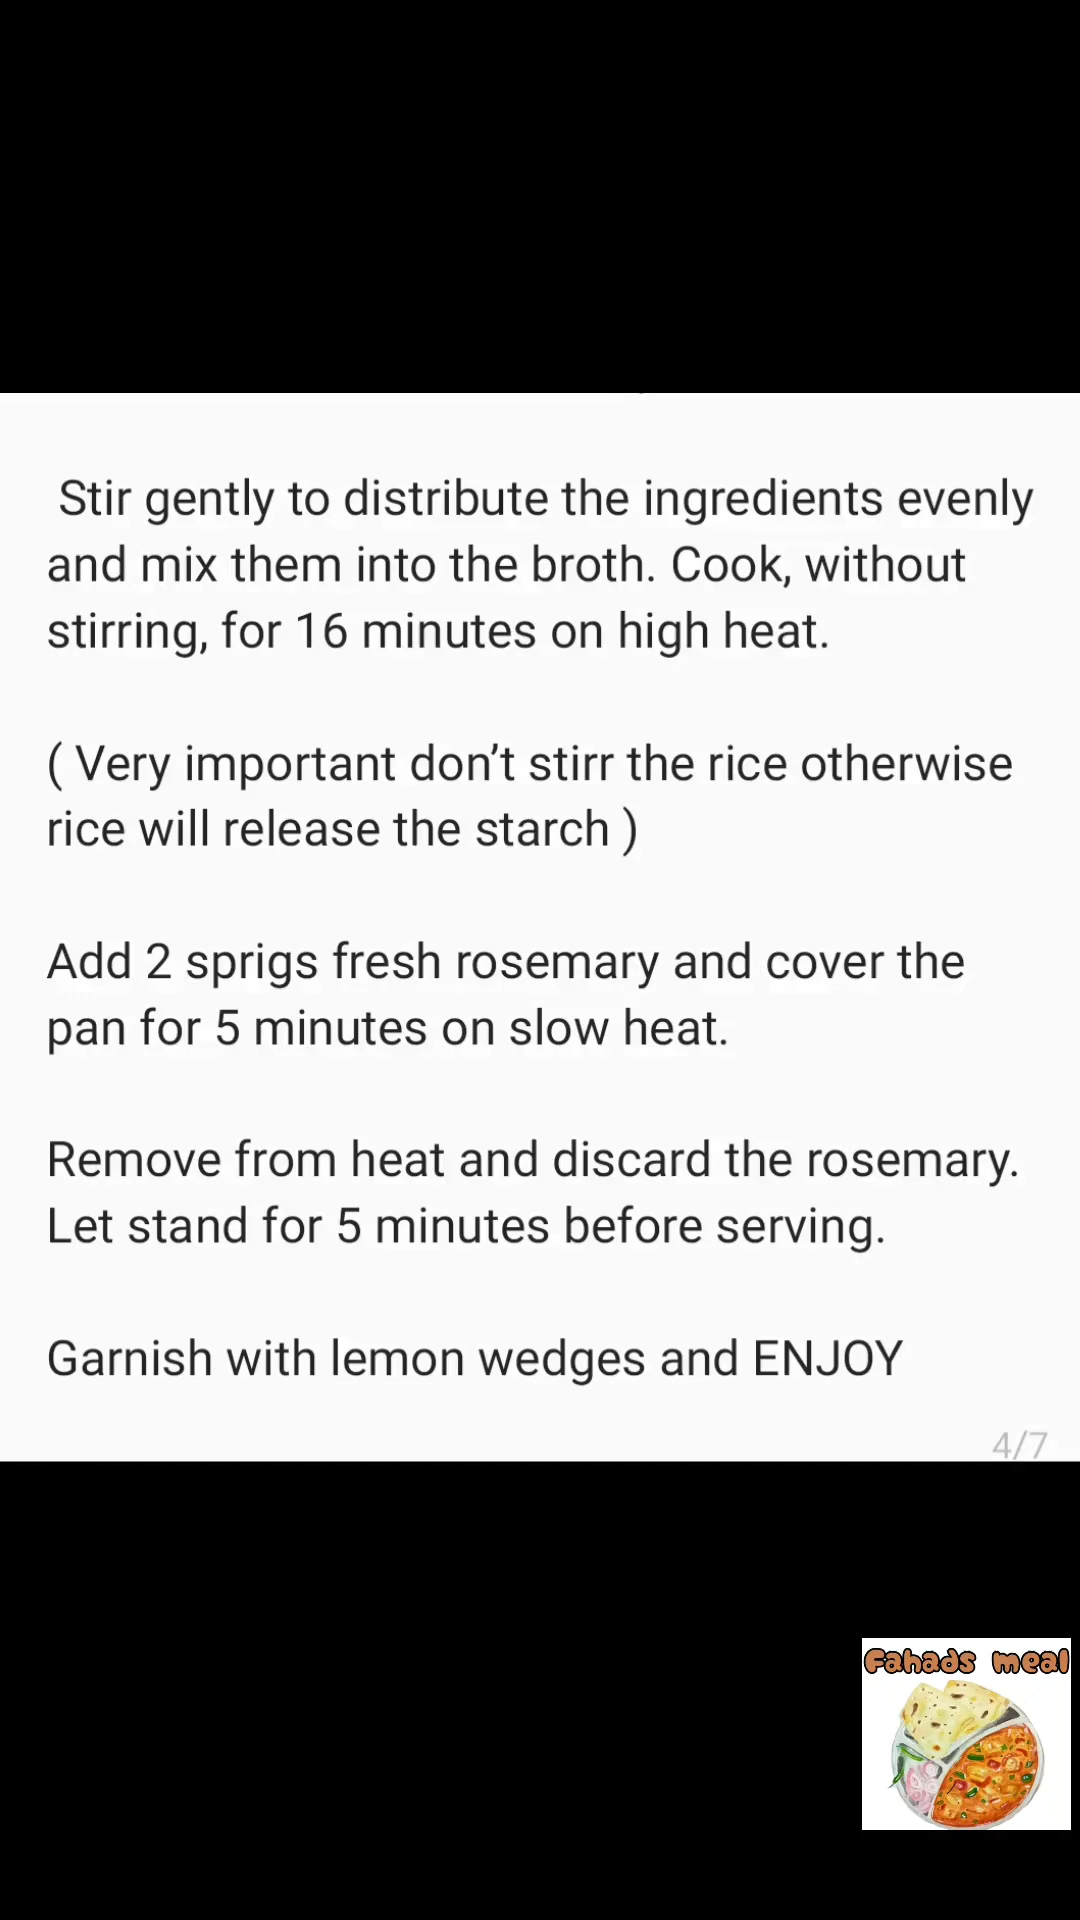 Stir gently to distribute the ingredients evenly
and mix them into the broth. Cook, without
stirring, for 16 minutes on high heat.
( Very important don’t stirr the rice otherwise
rice will release the starch )
Add 2 sprigs fresh rosemary and cover the
pan for 5 minutes on slow heat.
Remove from heat and discard the rosemary.
Let stand for 5 minutes before serving.
Garnish with lemon wedges and ENJOY
4/7
Fahads meal